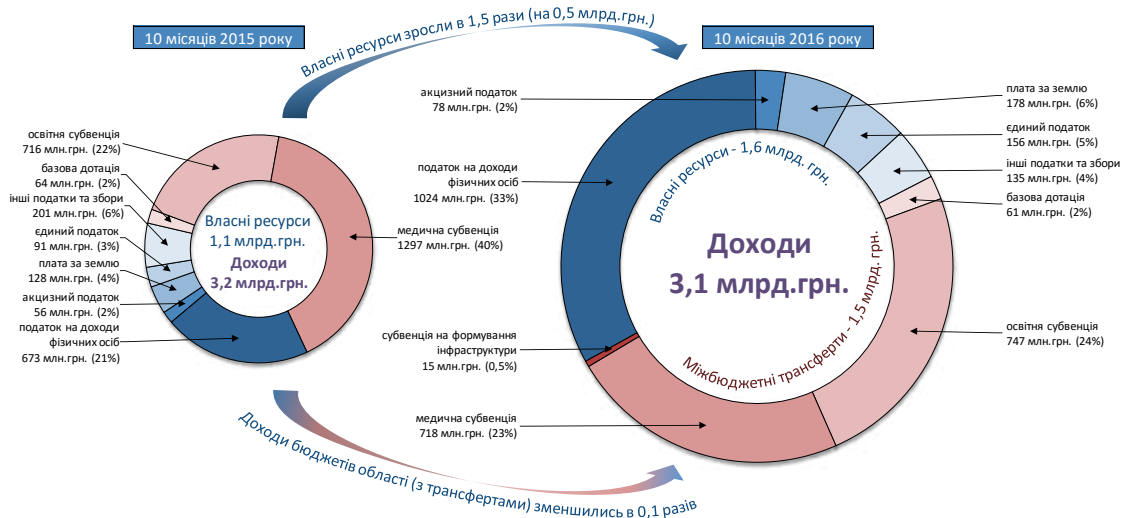 Власні ресурси зросли в 1,5 рази (на 0,5 млрд.грн.)
10 місяців 2015 року
10 місяців 2016 року
освітня субвенція
716 млн.грн. (22%)
базова дотація
64 млн.грн. (2%)
інші податки та збори
201 млн.грн. (6%)
єдиний податок
91 млн.грн. (3%)
плата за землю
128 млн.грн. (4%)
акцизний податок
56 млн.грн. (2%)
податок на доходи
фізичних осіб
673 млн.грн. (21%)
Власні ресурси
1,1 млрд.грн.
Доходи
3,2 млрд.грн.
медична субвенція
1297 млн.грн. (40%)
акцизний податок
78 млн.грн. (2%)
податок на доходи
фізичних осіб
1024 млн.грн. (33%)
субвенція на формування
інфраструктури
15 млн.грн. (0,5%)
медична субвенція
718 млн.грн. (23%)
Власні ресурси - 1,6 млрд. грн.
Доходи
3,1 млрд.грн.
Міжбюджетні трансферти - 1,5 млрд. грн.
плата за землю
178 млн.грн. (6%)
єдиний податок
156 млн.грн. (5%)
інші податки та збори
135 млн.грн. (4%)
базова дотація
61 млн.грн. (2%)
освітня субвенція
747 млн.грн. (24%)
Доходи бюджетів області (з трансфертами) зменшились в 0,1 разів